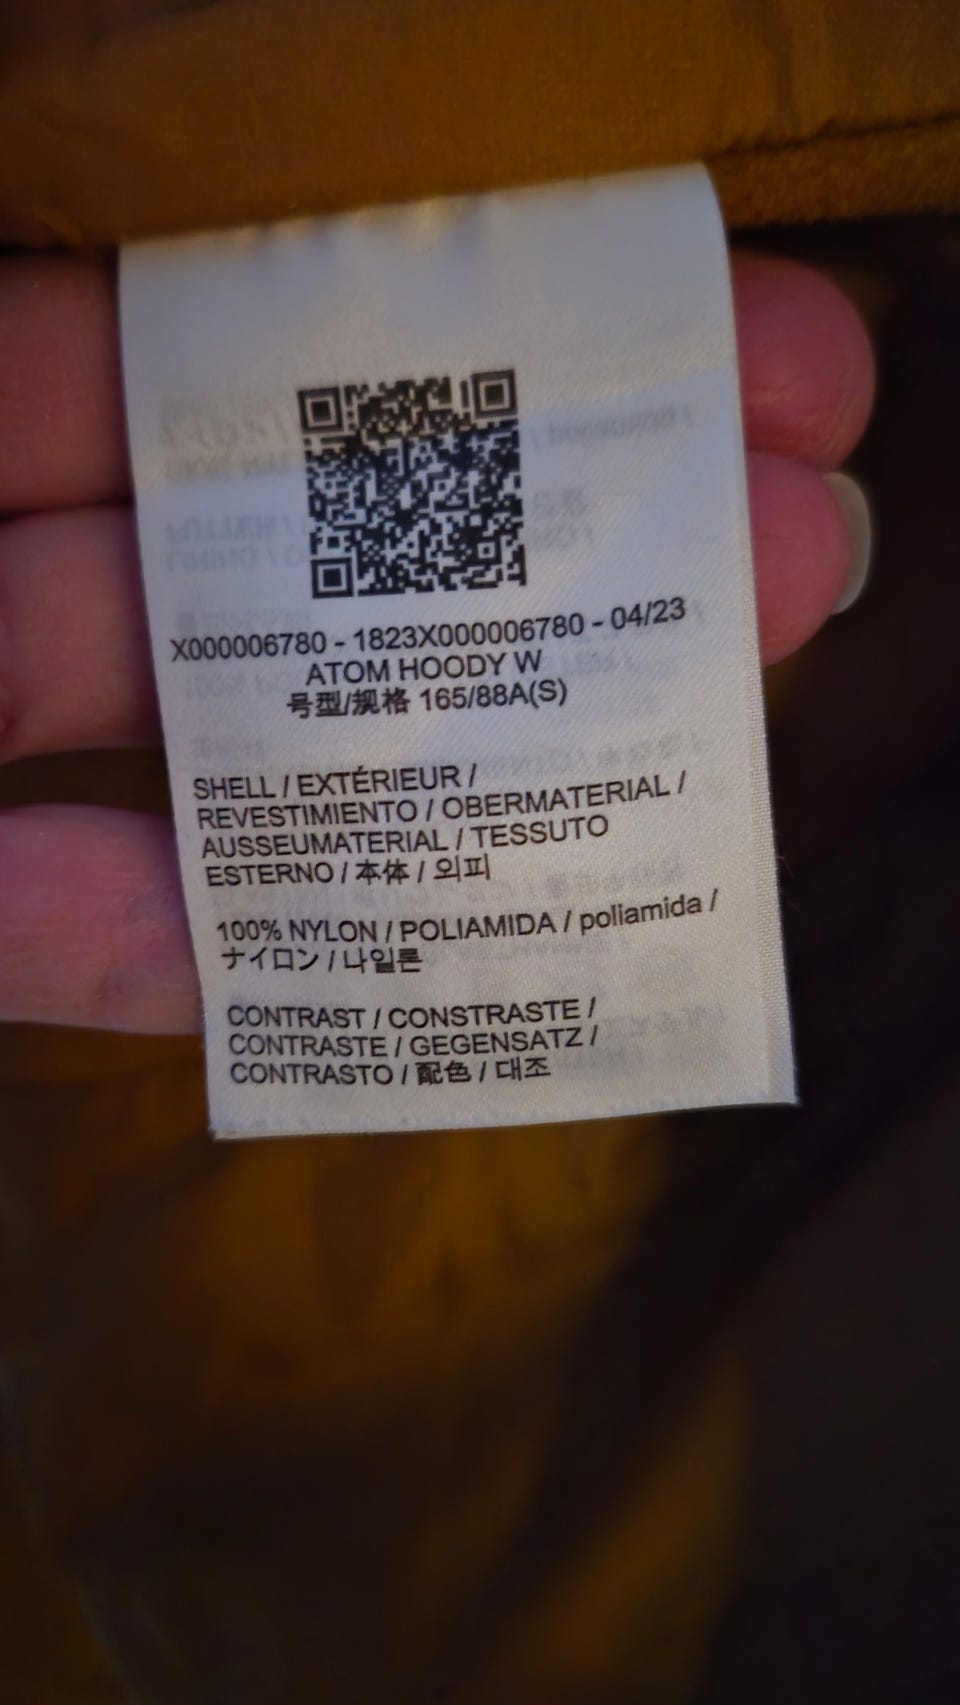 X000006780 - 1823X000006780 - 04/23
ATOM HOODY W
号型/规格 165/88A(S)
SHELL / EXTÉRIEUR /
REVESTIMIENTO / OBERMATERIAL /
AUSSEUMATERIAL / TESSUTO
ESTERNO / 本体 / 외피
100% NYLON / POLIAMIDA / poliamida /
ナイロン / 나일론
CONTRAST / CONSTRASTE /
CONTRASTE / GEGENSATZ /
CONTRASTO / 配色 / 대조